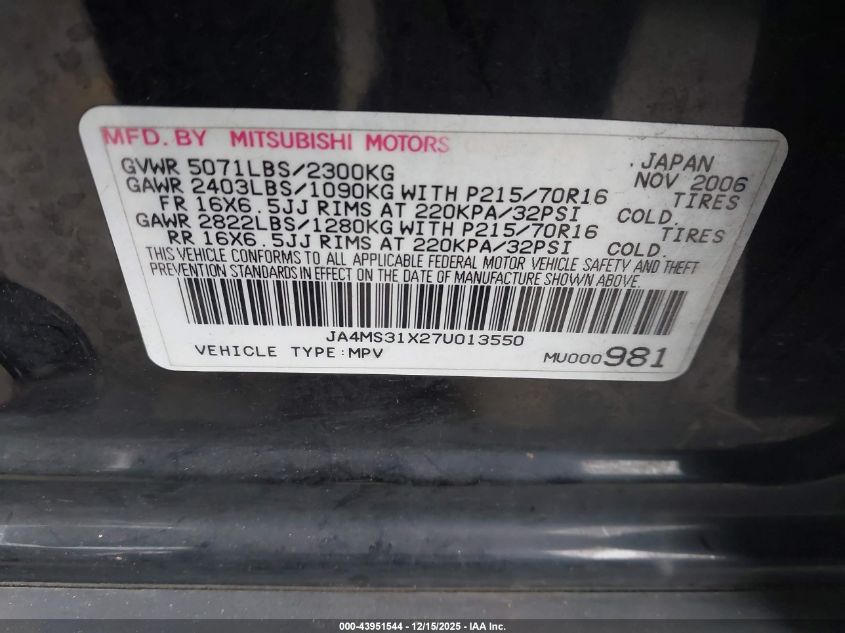 MFD. BY MITSUBISHI MOTORS
GVWR 5071LBS/2300KG , JAPAN
GAWR 2403LBS/1090KG WITH P215/70R16 NOV 2006
FR 16X6.5JJ RIMS AT 220KPA/32PSI COLD. TIRES
GAWR 2822LBS/1280KG WITH P215/70R16 TIRES
RR 16X6.5JJ RIMS AT 220KPA/32PSI COLD.
THIS VEHICLE CONFORMS TO ALL APPLICABLE FEDERAL MOTOR VEHICLE SAFETY AND THEFT
PREVENTION STANDARDS IN EFFECT ON THE DATE OF MANUFACTURE SHOWN ABOVE.
JA4MS31X27U013550
VEHICLE TYPE:MPV MU000981
000-43951544 - 12/15/2025 - IAA Inc.